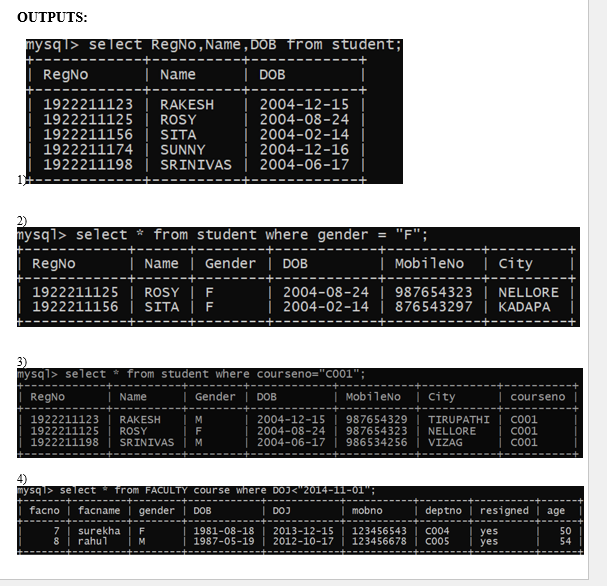 OUTPUTS:
mysql> select RegNo,Name,DOB from student;
| RegNo | Name | DOB |
| 1922211123 | RAKESH | 2004-12-15 |
| 1922211125 | ROSY | 2004-08-24 |
| 1922211156 | SITA | 2004-02-14 |
| 1922211174 | SUNNY | 2004-12-16 |
| 1922211198 | SRINIVAS | 2004-06-17 |
1)
2)
mysql> select * from student where gender = "F";
| RegNo | Name | Gender | DOB | MobileNo | City |
| 1922211125 | ROSY | F | 2004-08-24 | 987654323 | NELLORE |
| 1922211156 | SITA | F | 2004-02-14 | 876543297 | KADAPA |
3)
mysql> select * from student where courseno="C001";
| RegNo | Name | Gender | DOB | MobileNo | City | courseno |
| 1922211123 | RAKESH | M | 2004-12-15 | 987654329 | TIRUPATHI | C001 |
| 1922211125 | ROSY | F | 2004-08-24 | 987654323 | NELLORE | C001 |
| 1922211198 | SRINIVAS | M | 2004-06-17 | 986534256 | VIZAG | C001 |
4)
mysql> select * from FACULTY course where DOJ<"2014-11-01";
| facno | facname | gender | DOB | DOJ | mobno | deptno | resigned | age |
| 7 | surekha | F | 1981-08-18 | 2013-12-15 | 123456543 | C004 | yes | 50 |
| 8 | rahul | M | 1987-05-19 | 2012-10-17 | 123456678 | C005 | yes | 54 |